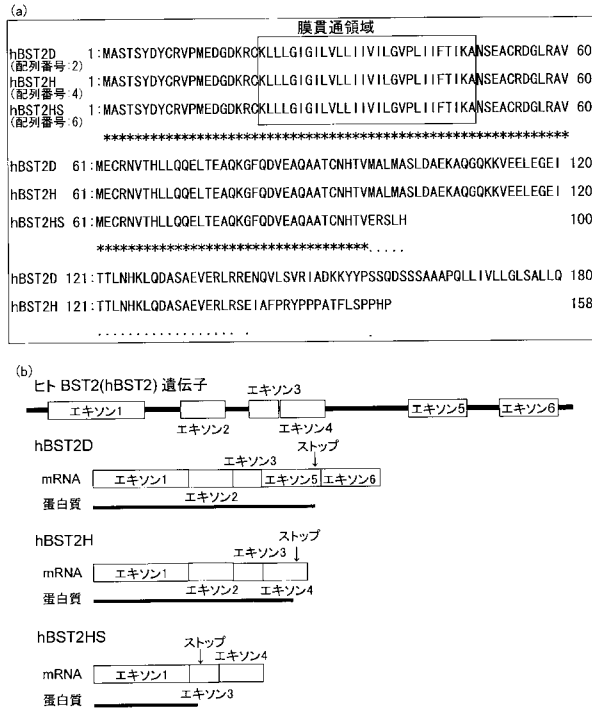 (a)
膜貫通領域
hBST2D 1:MASTSYDYCRVPMEDGDKRCKLLLGIGILVLLIIVILGVPLIIFTIKANSEACRDGLRAV 60
(配列番号:2)
hBST2H 1:MASTSYDYCRVPMEDGDKRCKLLLGIGILVLLIIVILGVPLIIFTIKANSEACRDGLRAV 60
(配列番号:4)
hBST2HS 1:MASTSYDYCRVPMEDGDKRCKLLLGIGILVLLIIVILGVPLIIFTIKANSEACRDGLRAV 60
(配列番号:6)
************************************************************
hBST2D 61:MECRNVTHLLQQELTEAQKGFQDVEAQAATCNHTVMALMASLDAEKAQGQKKVEELEGEI 120
hBST2H 61:MECRNVTHLLQQELTEAQKGFQDVEAQAATCNHTVMALMASLDAEKAQGQKKVEELEGEI 120
hBST2HS 61:MECRNVTHLLQQELTEAQKGFQDVEAQAATCNHTVERSLH 100
***********************************.....
hBST2D 121:TTLNHKLQDASAEVERLRRENQVLSVRIADKKYYPSSQDSSSAAAPQLLIVLLGLSALLQ 180
hBST2H 121:TTLNHKLQDASAEVERLRSEIAFPRYPPPATFLSPPHP 158
.................. . .
(b)
ヒト BST2(hBST2) 遺伝子
エキソン3
エキソン1 エキソン5 エキソン6
エキソン2 エキソン4
hBST2D
ストップ
エキソン3
mRNA エキソン1 エキソン5 エキソン6
エキソン2
蛋白質
hBST2H
ストップ
エキソン3
mRNA エキソン1
エキソン2 エキソン4
蛋白質
hBST2HS
ストップ
エキソン4
mRNA エキソン1
エキソン3
蛋白質